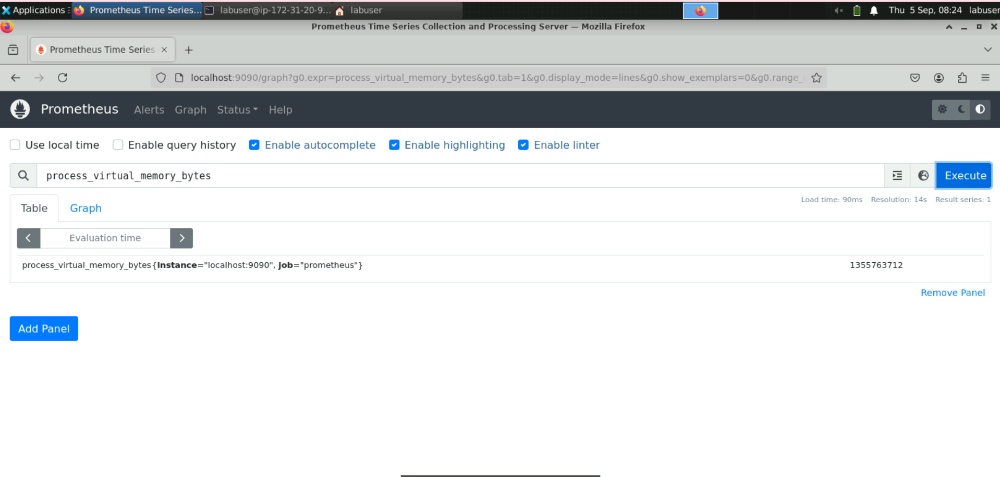 Applications Prometheus Time Series... labuser@ip-172-31-20-9... labuser Thu 5 Sep, 08:24 labuser
Prometheus Time Series Collection and Processing Server — Mozilla Firefox
Prometheus Time Series
localhost:9090/graph?g0.expr=process_virtual_memory_bytes&g0.tab=1&g0.display_mode=lines&g0.show_exemplars=0&g0.range_
Prometheus Alerts Graph Status Help
Use local time Enable query history Enable autocomplete Enable highlighting Enable linter
process_virtual_memory_bytes Execute
Table Graph Load time: 90ms Resolution: 14s Result series: 1
Evaluation time
process_virtual_memory_bytes{instance="localhost:9090", job="prometheus"} 1355763712
Remove Panel
Add Panel